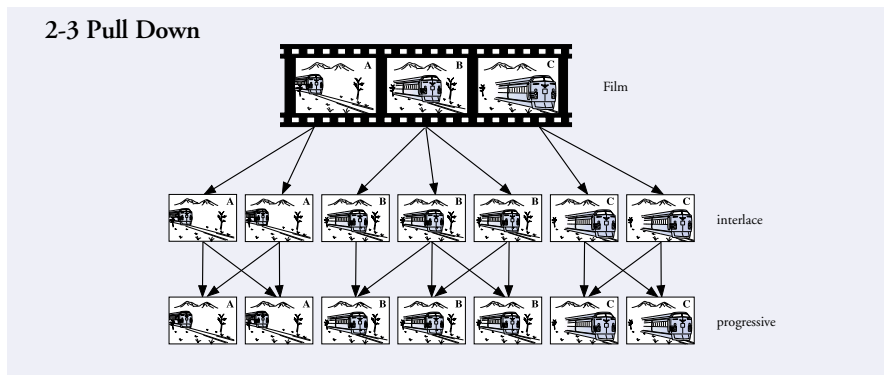 2-3 Pull Down
A B C
Film
A A B B B C C
interlace
A A B B B C C
progressive